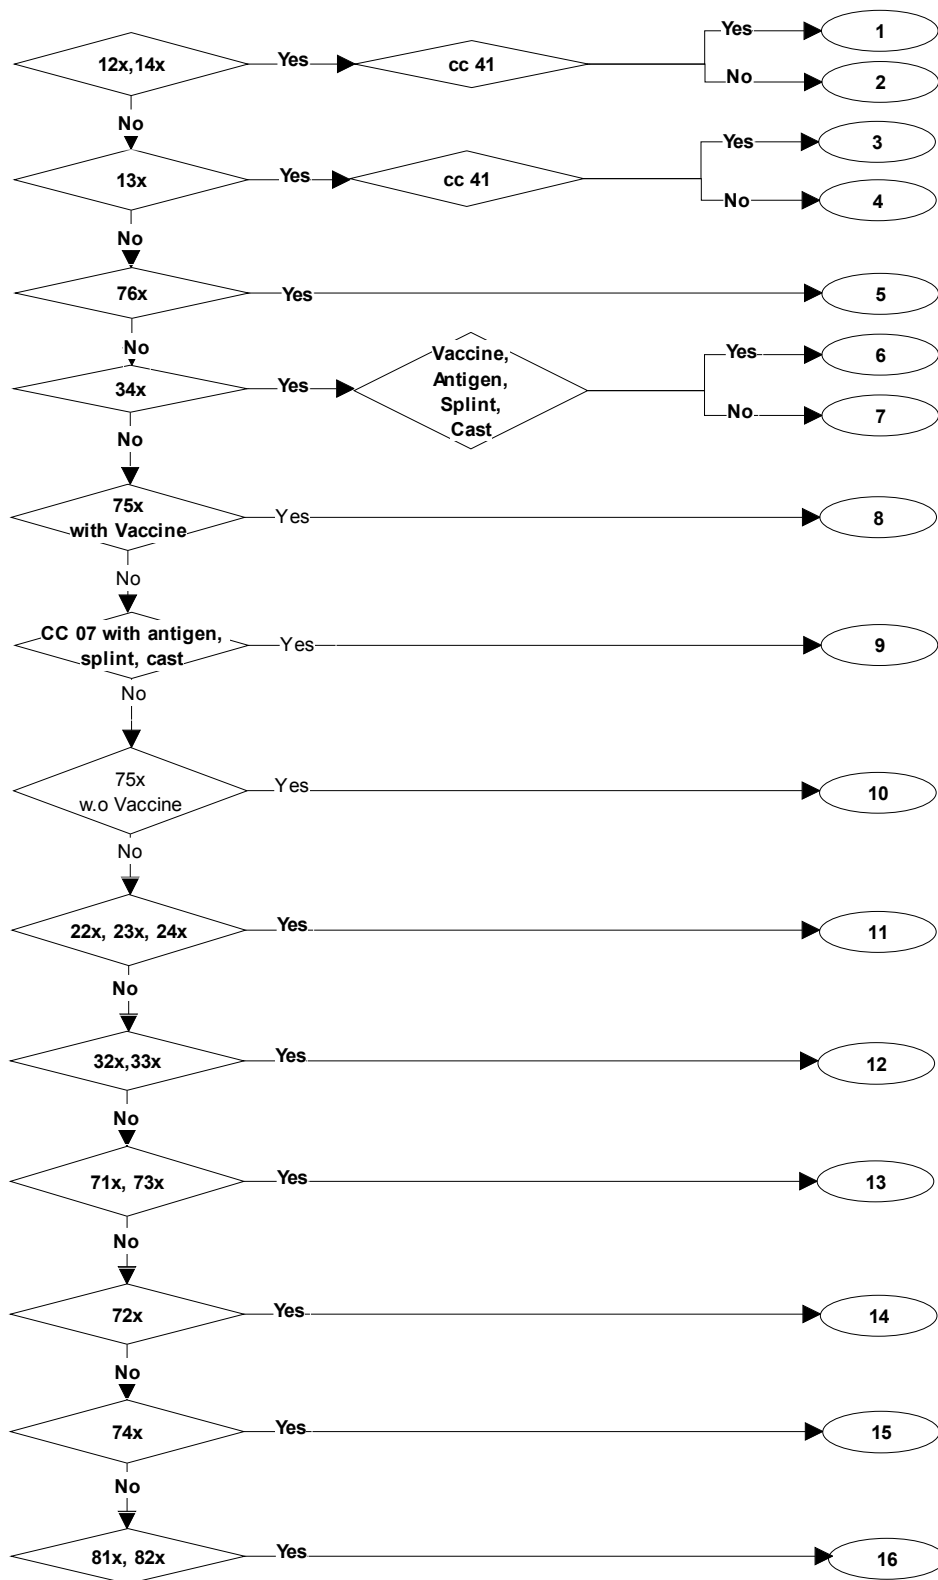 12x,14x
Yes
cc 41
Yes
1
No
2
No
13x
Yes
cc 41
Yes
3
No
4
No
76x
Yes
5
No
34x
Yes
Vaccine,
Antigen,
Splint,
Cast
Yes
6
No
7
No
75x
with Vaccine
Yes
8
No
CC 07 with antigen,
splint, cast
Yes
9
No
75x
w.o Vaccine
Yes
10
No
22x, 23x, 24x
Yes
11
No
32x,33x
Yes
12
No
71x, 73x
Yes
13
No
72x
Yes
14
No
74x
Yes
15
No
81x, 82x
Yes
16